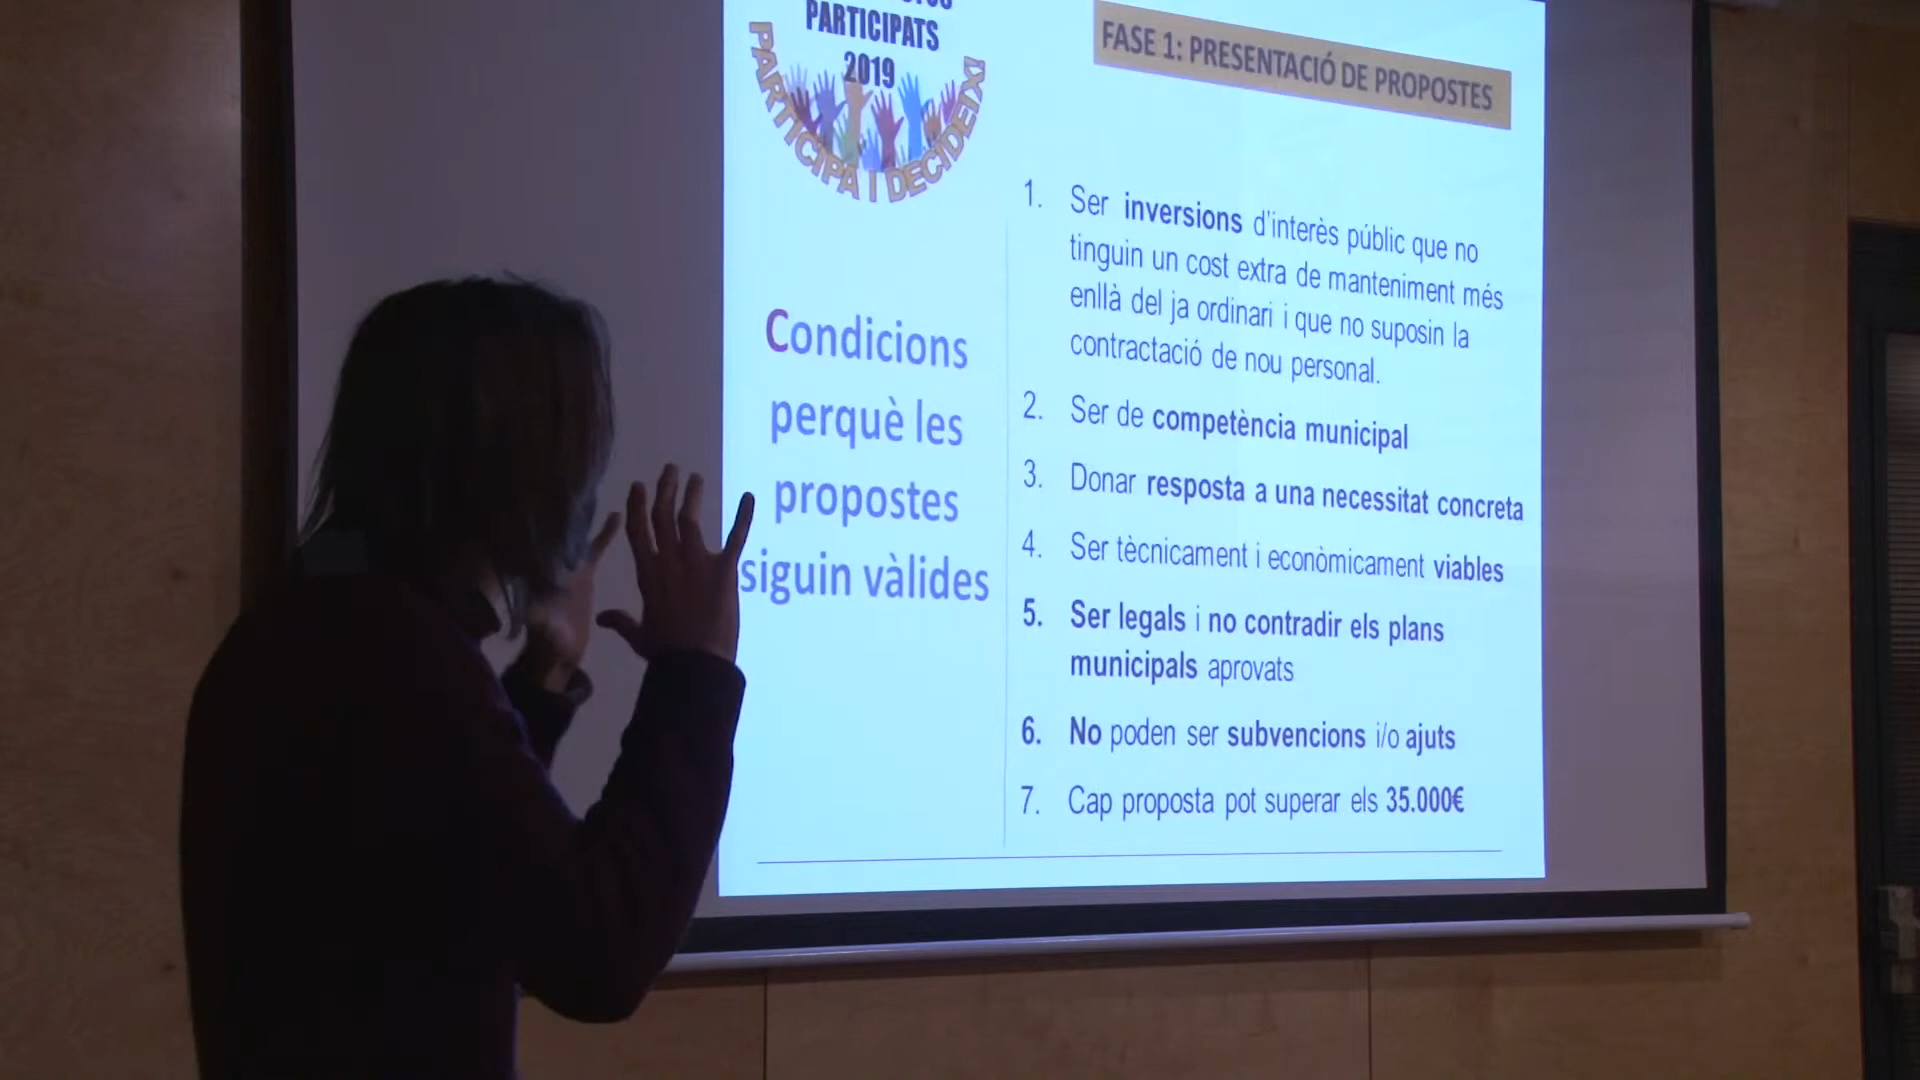 PARTICIPATS
2019
PARTICIPA I DECIDEIX!
FASE 1: PRESENTACIÓ DE PROPOSTES
Condicions
perquè les
propostes
siguin vàlides
1. Ser inversions d'interès públic que no
tinguin un cost extra de manteniment més
enllà del ja ordinari i que no suposin la
contractació de nou personal.
2. Ser de competència municipal
3. Donar resposta a una necessitat concreta
4. Ser tècnicament i econòmicament viables
5. Ser legals i no contradir els plans
municipals aprovats
6. No poden ser subvencions i/o ajuts
7. Cap proposta pot superar els 35.000€